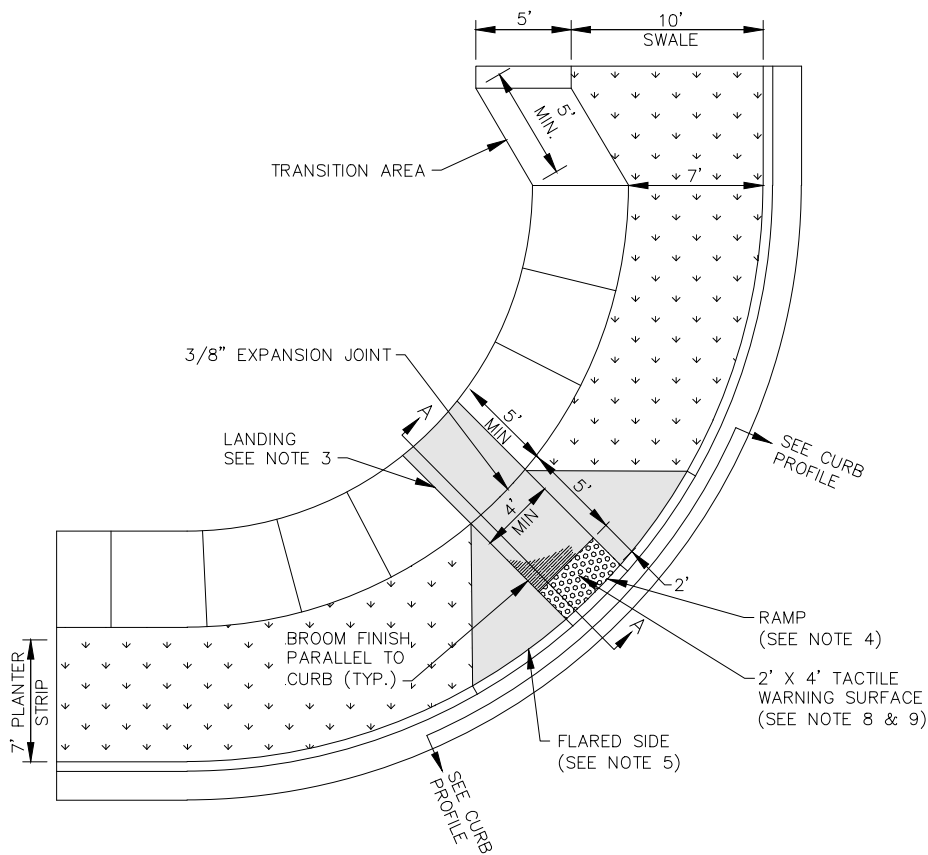 5'
10'
SWALE
5'
MIN.
TRANSITION AREA
7'
3/8" EXPANSION JOINT
A
LANDING
SEE NOTE 3
5'
MIN
SEE CURB
PROFILE
5'
4'
MIN
2'
RAMP
(SEE NOTE 4)
A
BROOM FINISH,
PARALLEL TO
CURB (TYP.)
2' X 4' TACTILE
WARNING SURFACE
(SEE NOTE 8 & 9)
7' PLANTER
STRIP
FLARED SIDE
(SEE NOTE 5)
SEE CURB
PROFILE